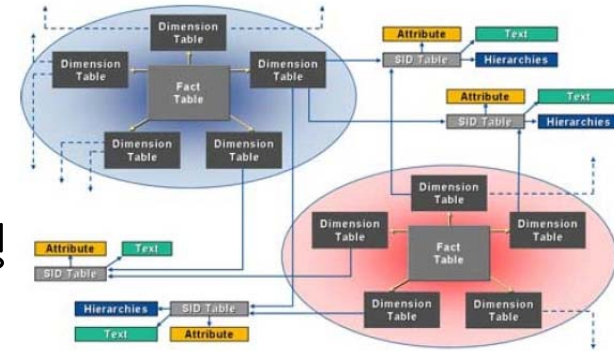 Dimension
Table
Dimension
Table
Dimension
Table
Fact
Table
Dimension
Table
Dimension
Table
Attribute
Text
SID Table
Hierarchies
Attribute
Text
SID Table
Hierarchies
Dimension
Table
Dimension
Table
Dimension
Table
Fact
Table
Dimension
Table
Dimension
Table
Attribute
Text
SID Table
Hierarchies
SID Table
Text
Attribute